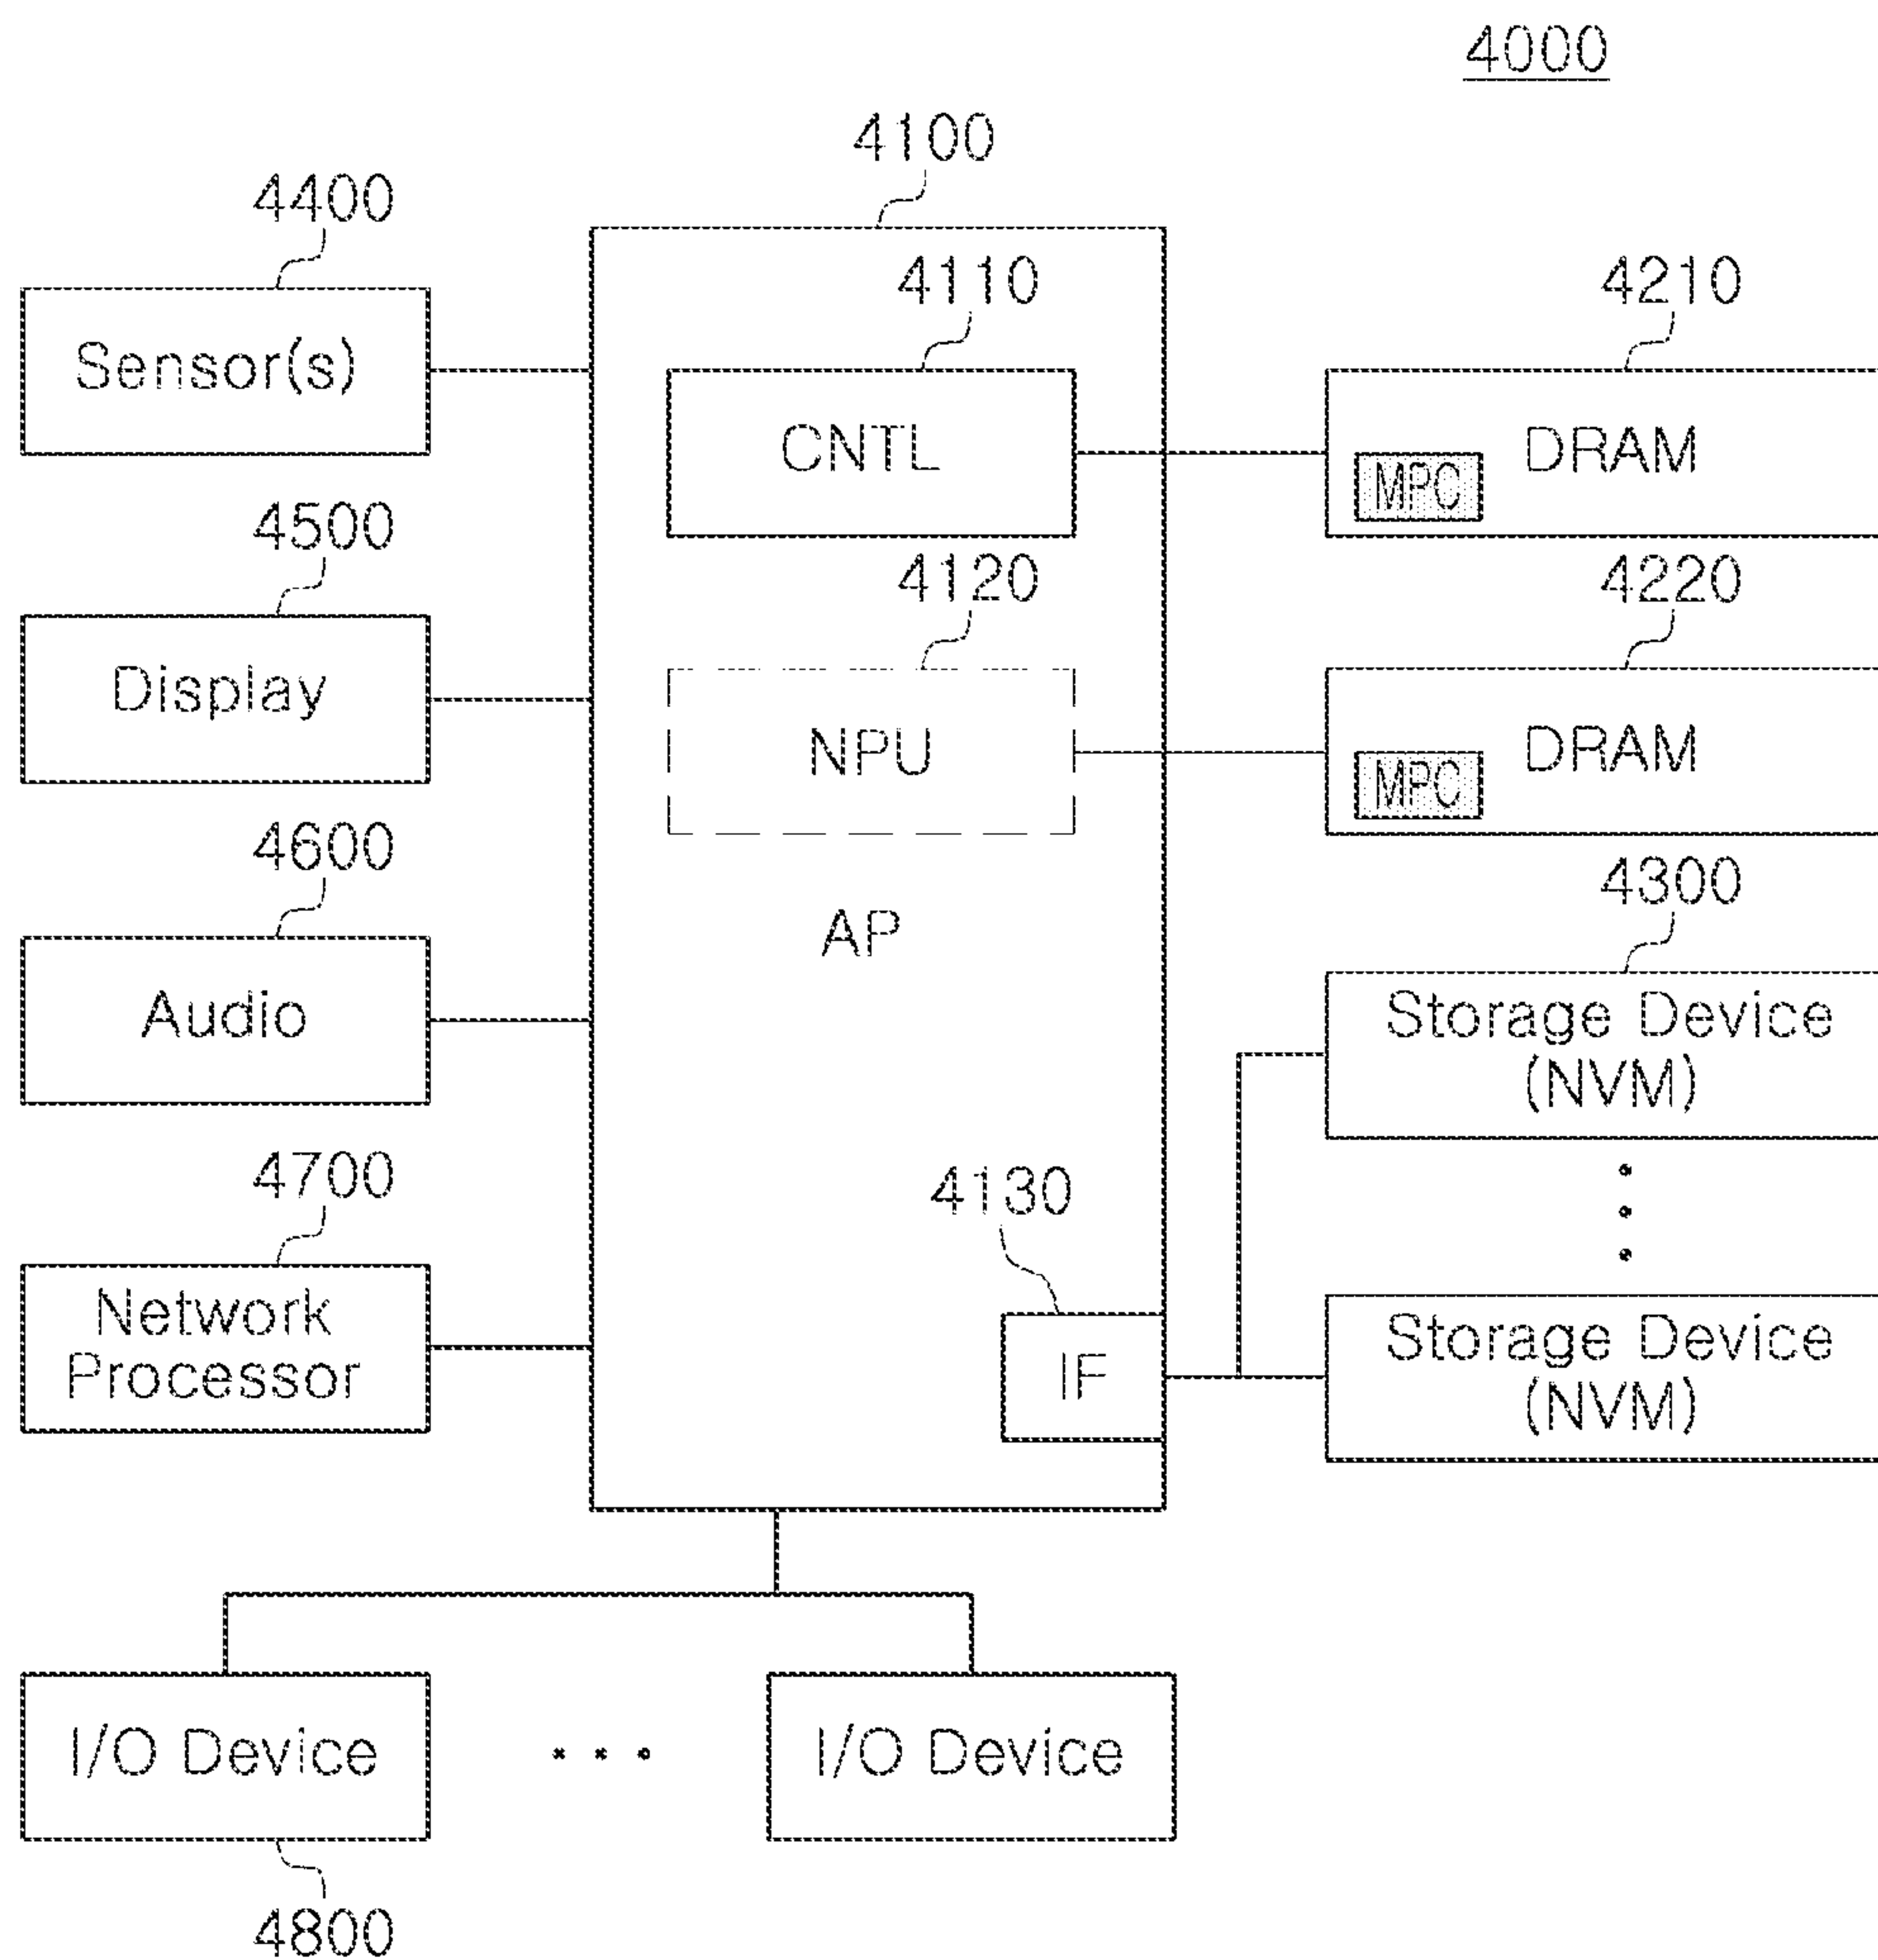 4000
4100
4400
4110
4210
Sensor(s)
CNTL
DRAM
MPC
4500
4120
4220
Display
NPU
DRAM
MPC
4600
AP
4300
Audio
Storage Device
(NVM)
4700
4130
Network
Processor
IF
Storage Device
(NVM)
I/O Device
I/O Device
4800